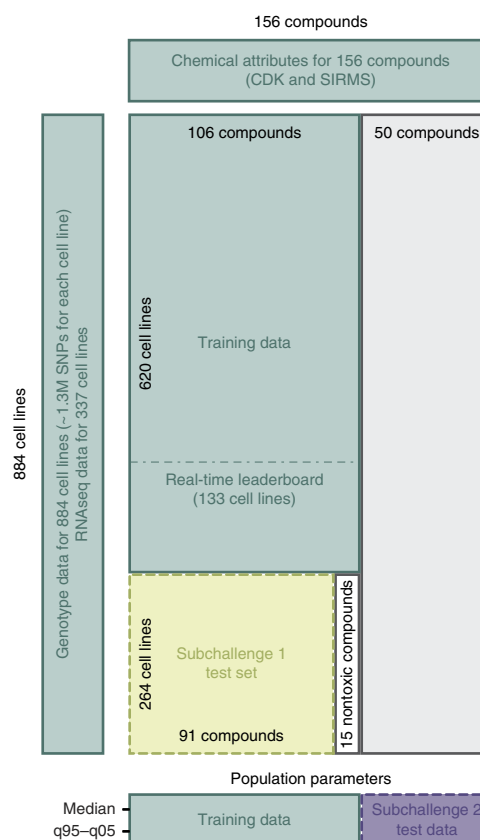 156 compounds
Chemical attributes for 156 compounds
(CDK and SIRMS)
106 compounds
50 compounds
884 cell lines
Genotype data for 884 cell lines (~1.3M SNPs for each cell line)
RNAseq data for 337 cell lines
620 cell lines
Training data
Real-time leaderboard
(133 cell lines)
264 cell lines
Subchallenge 1
test set
91 compounds
15 nontoxic compounds
Population parameters
Median
q95–q05
Training data
Subchallenge 2
test data